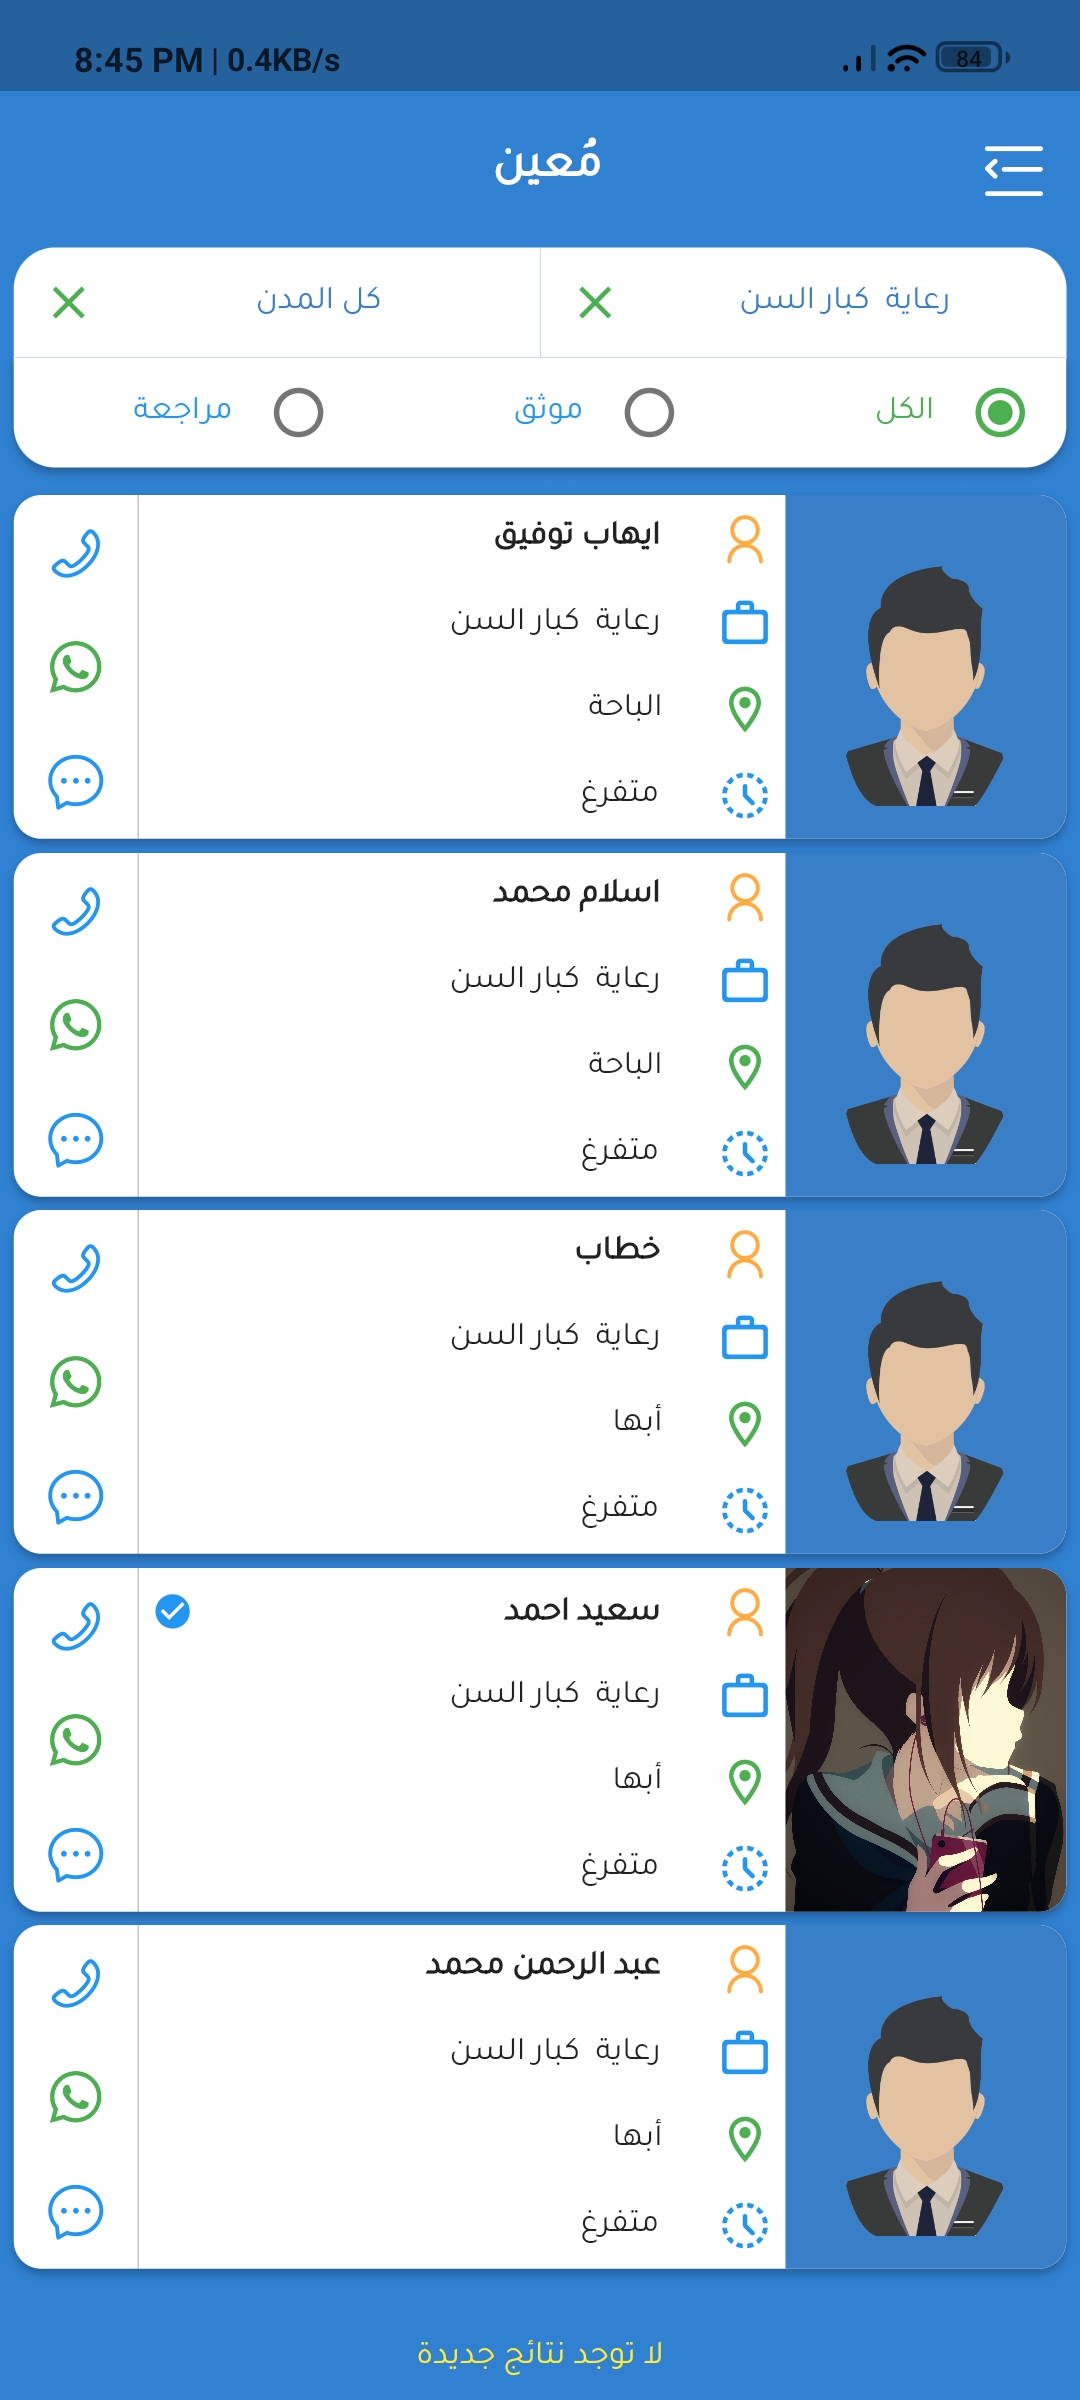 8:45 PM | 0.4KB/s
84
مُعين
رعاية كبار السن
كل المدن
الكل
موثق
مراجعة
ايهاب توفيق
رعاية كبار السن
الباحة
متفرغ
اسلام محمد
رعاية كبار السن
الباحة
متفرغ
خطاب
رعاية كبار السن
أبها
متفرغ
سعيد احمد
رعاية كبار السن
أبها
متفرغ
عبد الرحمن محمد
رعاية كبار السن
أبها
متفرغ
لا توجد نتائج جديدة